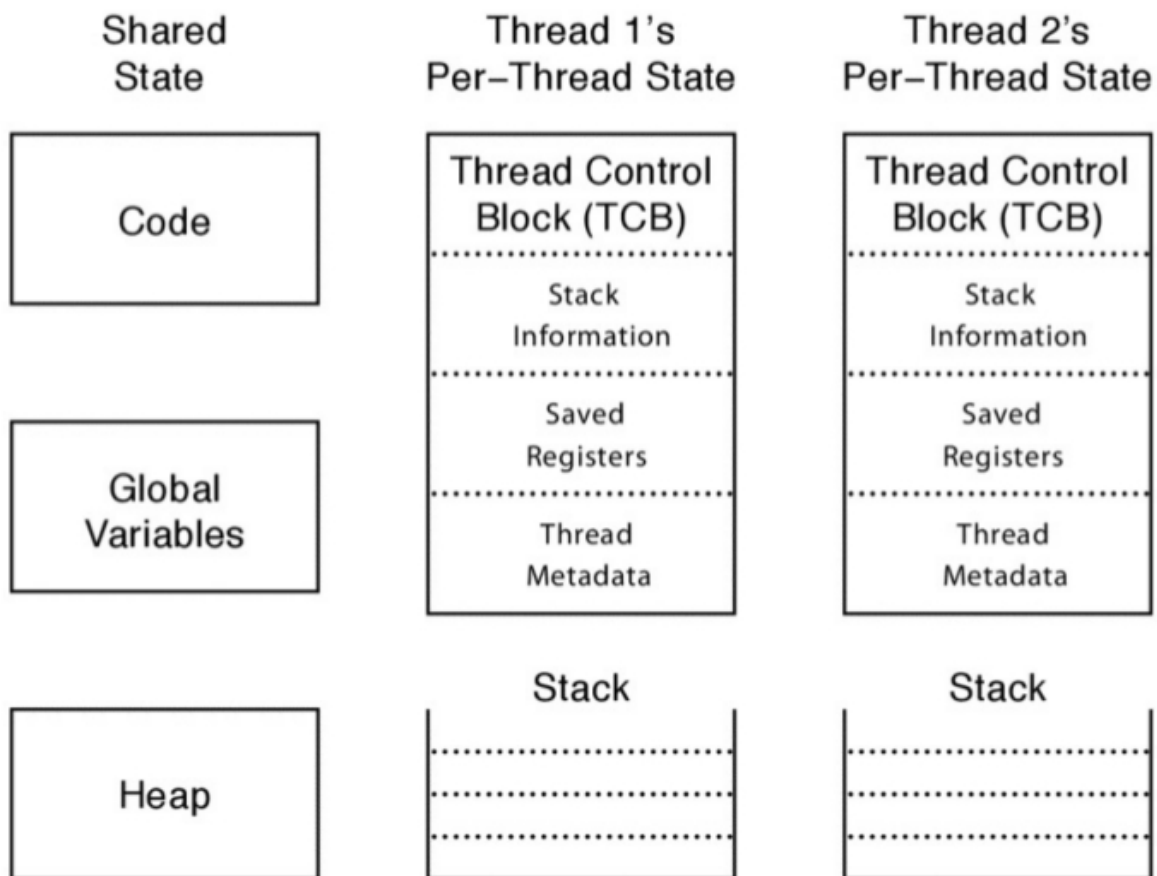 Shared
State
Thread 1's
Per–Thread State
Thread 2's
Per–Thread State
Code
Global
Variables
Heap
Thread Control
Block (TCB)
Stack
Information
Saved
Registers
Thread
Metadata
Stack
Thread Control
Block (TCB)
Stack
Information
Saved
Registers
Thread
Metadata
Stack